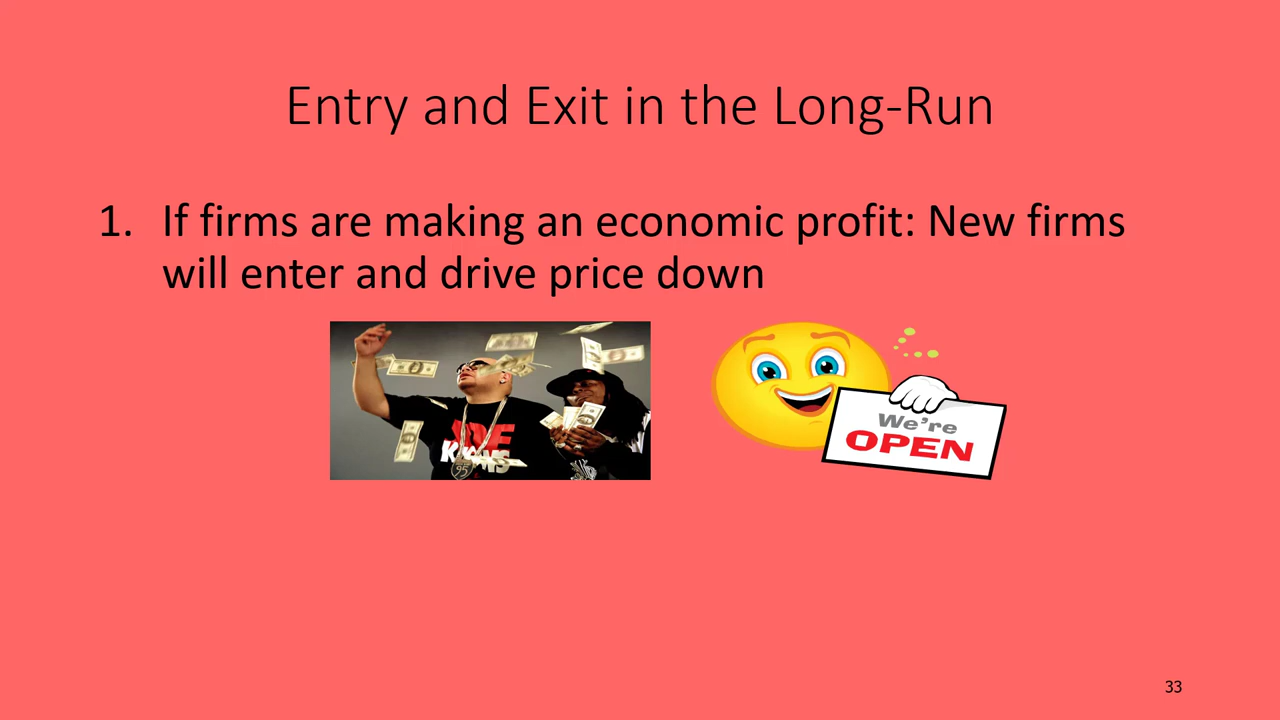 Entry and Exit in the Long-Run
1. If firms are making an economic profit: New firms
will enter and drive price down
We're
OPEN
33